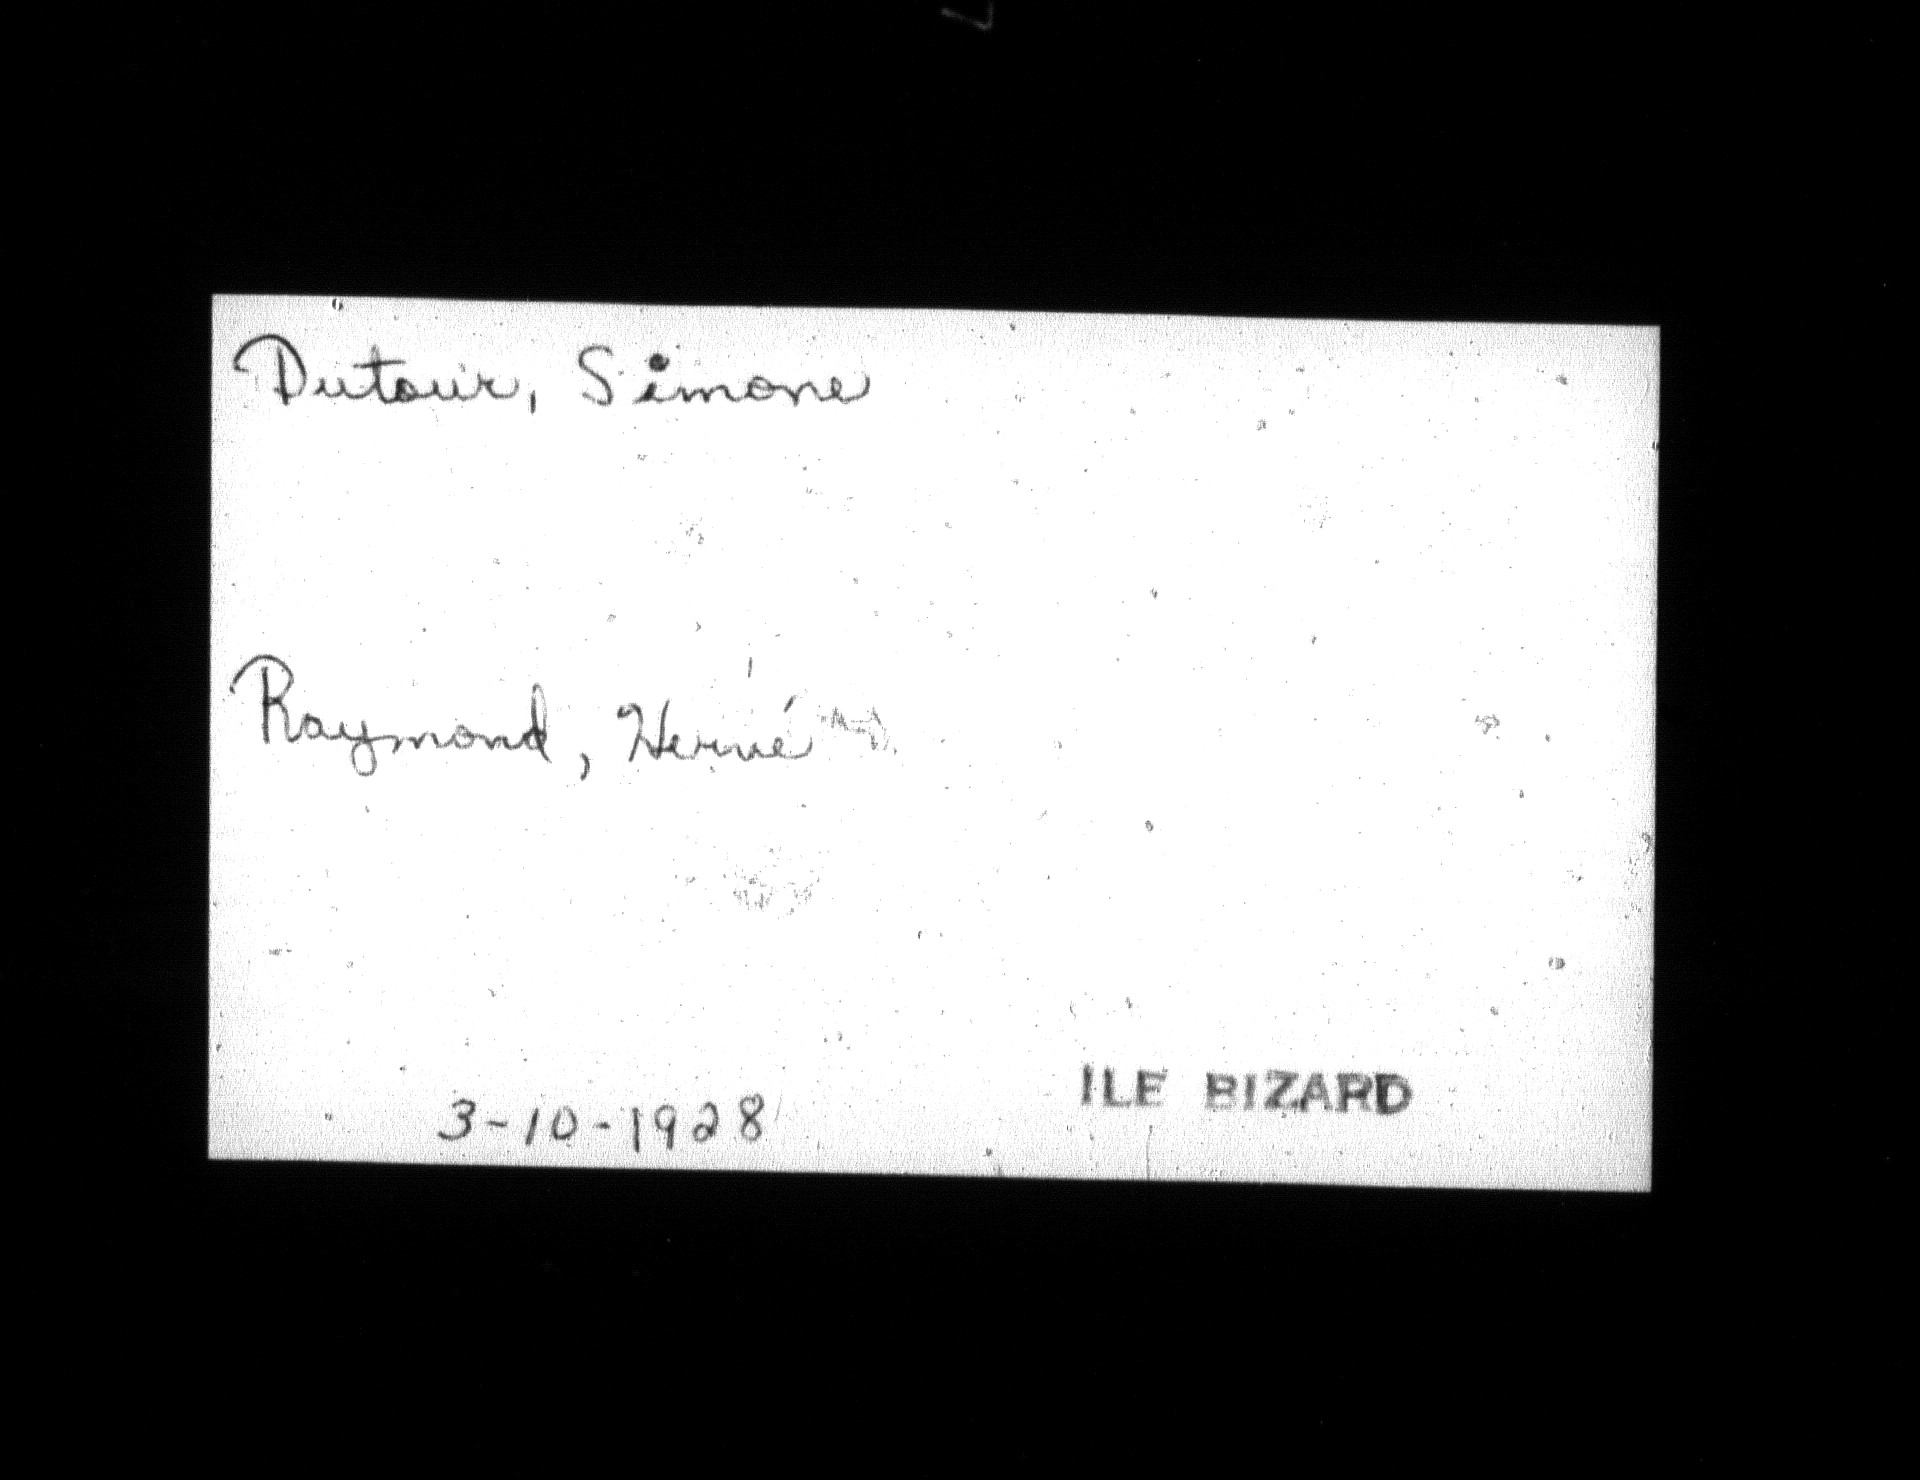 Dutour, Simone
Raymond, Hervé
3-10-1928
ILE BIZARD